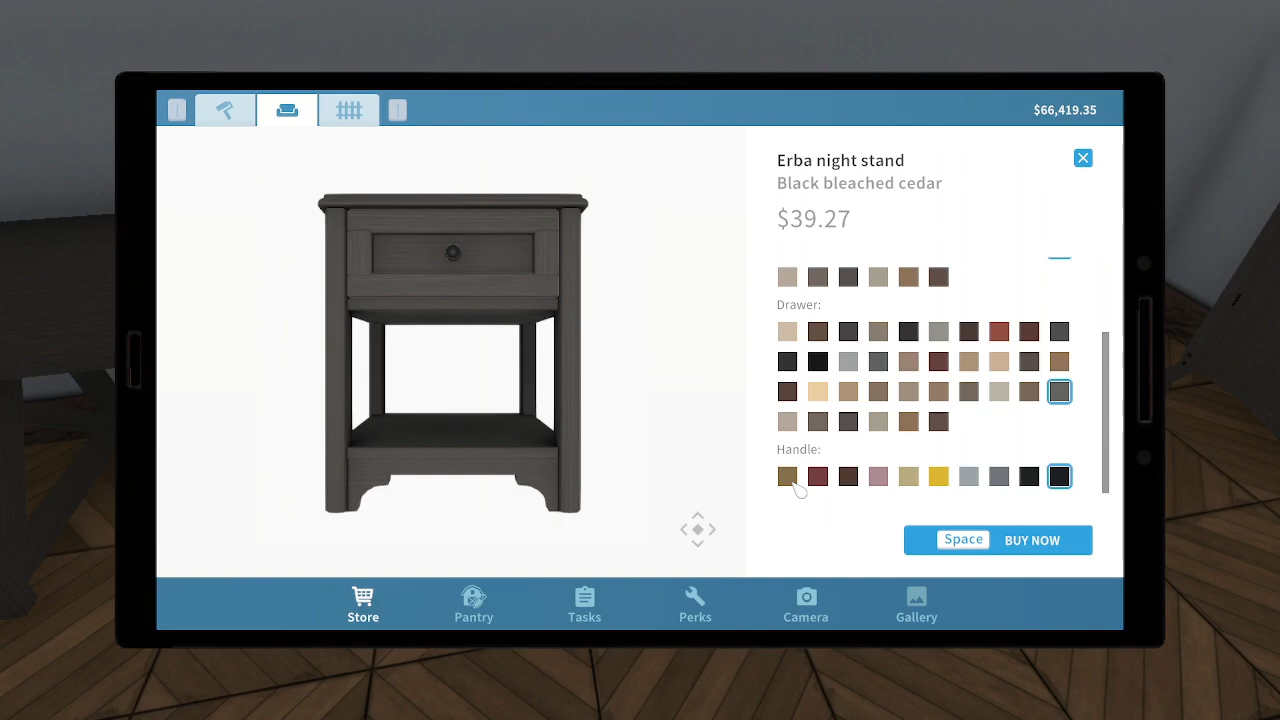 $66,419.35
Erba night stand
Black bleached cedar
$39.27
Drawer:
Handle:
Space BUY NOW
Store
Pantry
Tasks
Perks
Camera
Gallery